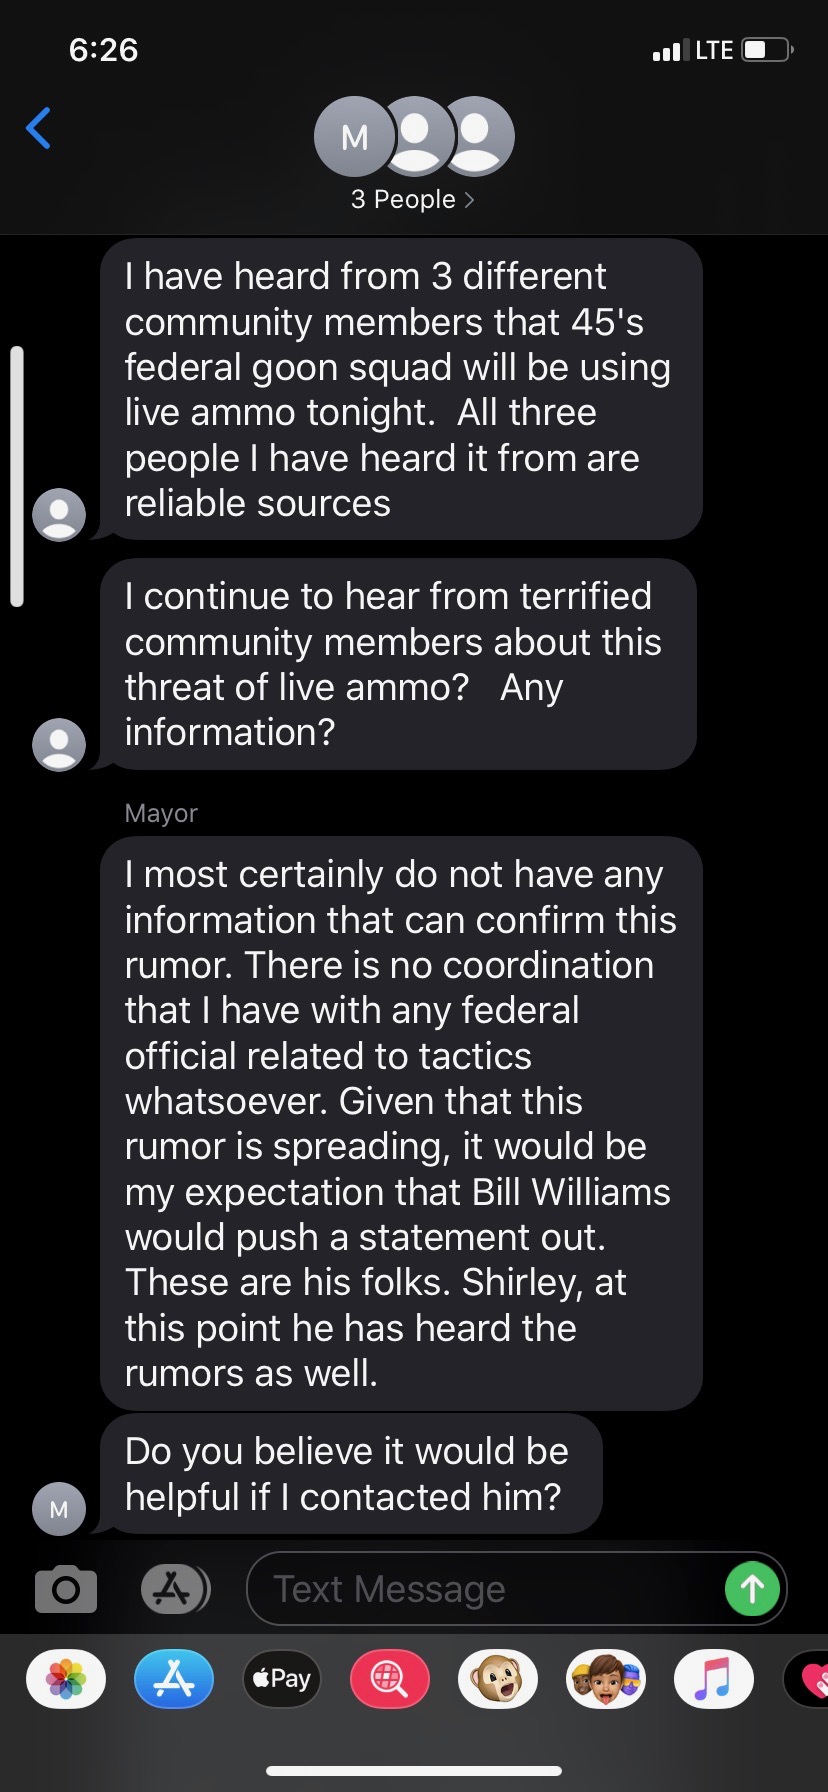 6:26
LTE
M
3 People
I have heard from 3 different
community members that 45's
federal goon squad will be using
live ammo tonight.  All three
people I have heard it from are
reliable sources
I continue to hear from terrified
community members about this
threat of live ammo?   Any
information?
Mayor
I most certainly do not have any
information that can confirm this
rumor. There is no coordination
that I have with any federal
official related to tactics
whatsoever. Given that this
rumor is spreading, it would be
my expectation that Bill Williams
would push a statement out.
These are his folks. Shirley, at
this point he has heard the
rumors as well.
Do you believe it would be
helpful if I contacted him?
M
Text Message
Pay